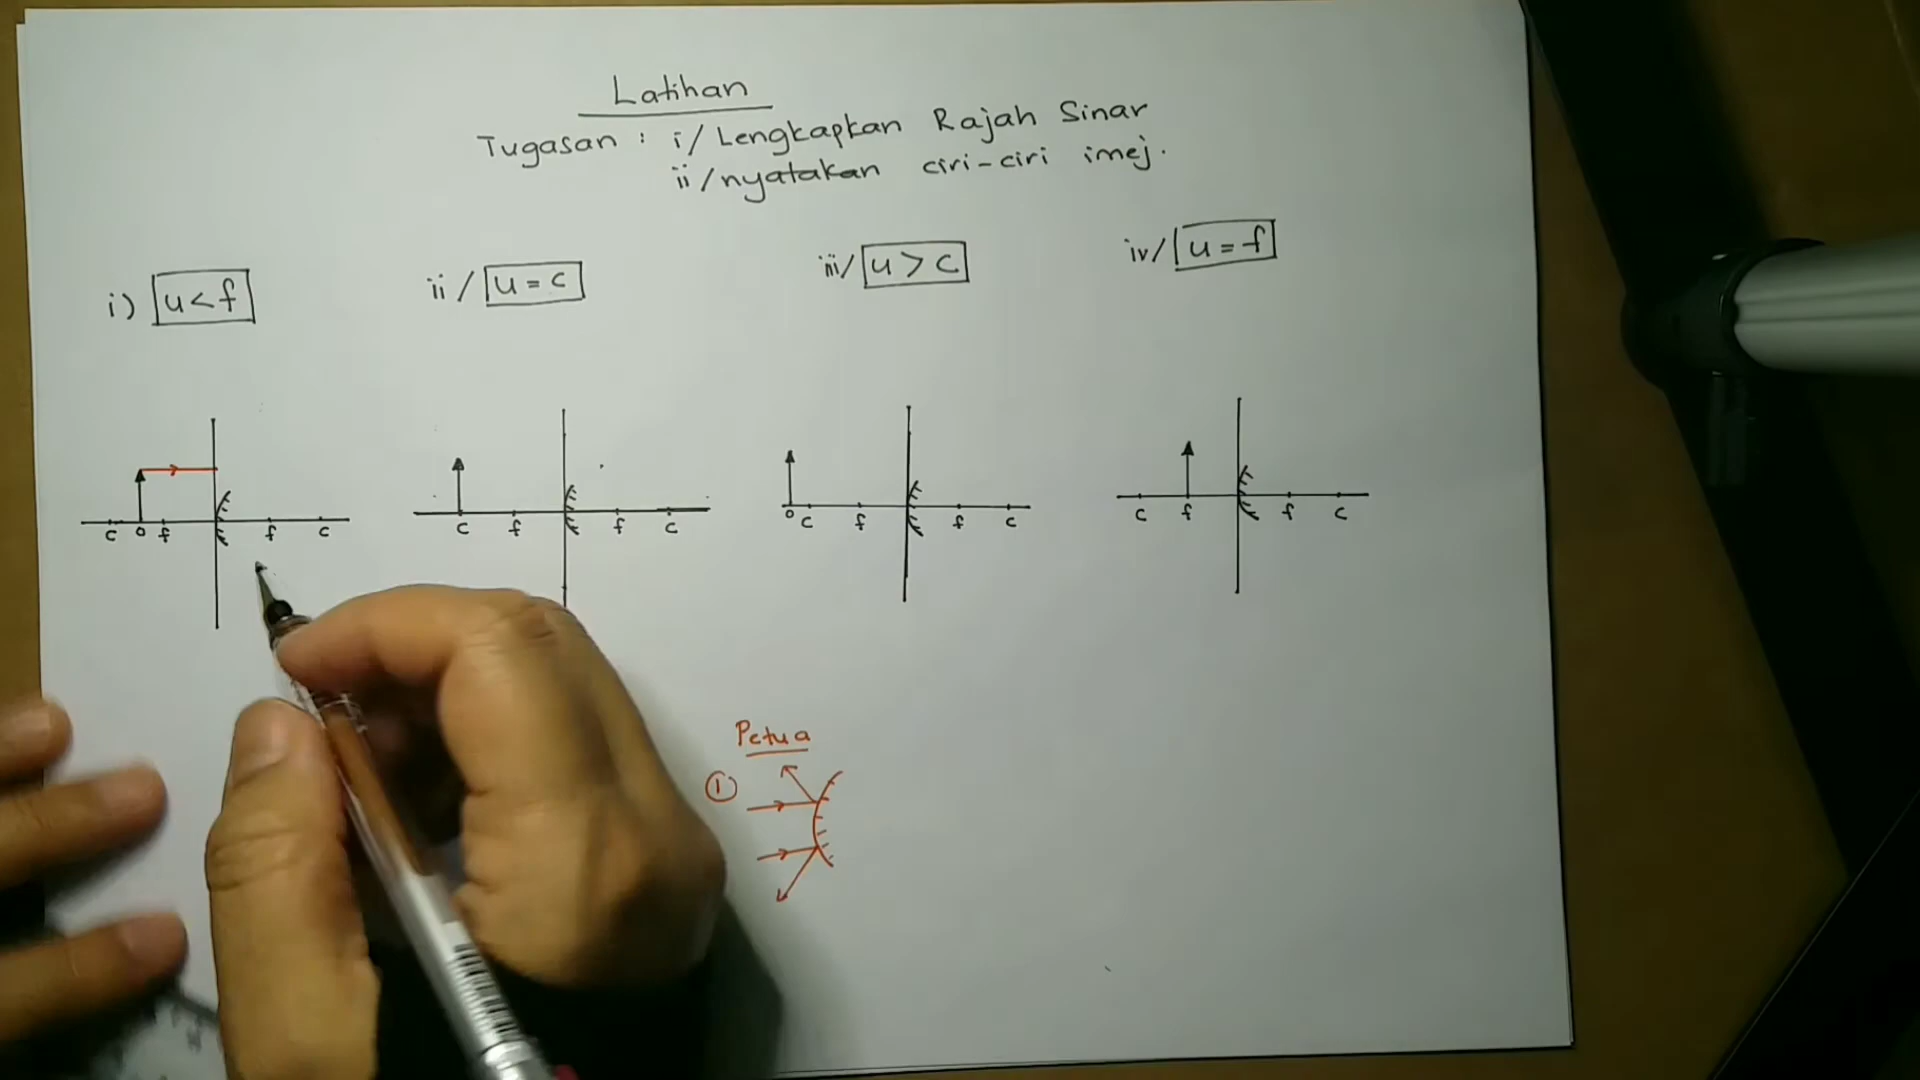 Latihan
Tugasan : i/ Lengkapkan Rajah Sinar
ii/nyatakan ciri-ciri imej.
i) u < f
ii / u = c
iii/ u > c
iv/ u = f
c o f f c
c f f c
o c f f c
c f f c
Petua
①